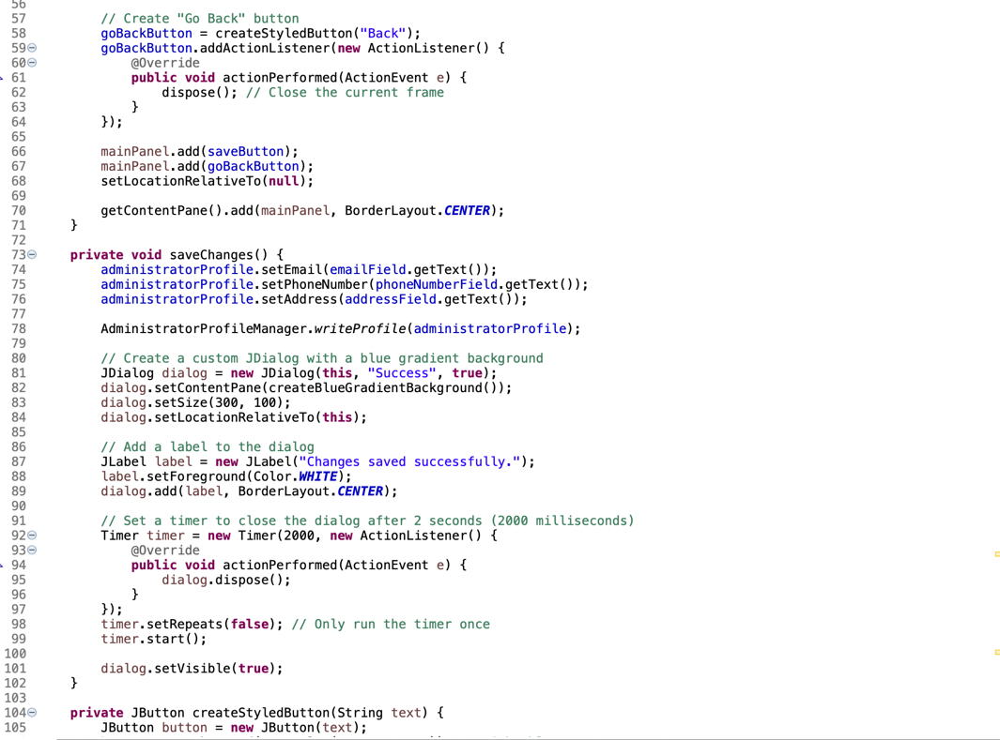 56
57 // Create "Go Back" button
58 goBackButton = createStyledButton("Back");
59 goBackButton.addActionListener(new ActionListener() {
60 @Override
61 public void actionPerformed(ActionEvent e) {
62 dispose(); // Close the current frame
63 }
64 });
65
66 mainPanel.add(saveButton);
67 mainPanel.add(goBackButton);
68 setLocationRelativeTo(null);
69
70 getContentPane().add(mainPanel, BorderLayout.CENTER);
71 }
72
73 private void saveChanges() {
74 administratorProfile.setEmail(emailField.getText());
75 administratorProfile.setPhoneNumber(phoneNumberField.getText());
76 administratorProfile.setAddress(addressField.getText());
77
78 AdministratorProfileManager.writeProfile(administratorProfile);
79
80 // Create a custom JDialog with a blue gradient background
81 JDialog dialog = new JDialog(this, "Success", true);
82 dialog.setContentPane(createBlueGradientBackground());
83 dialog.setSize(300, 100);
84 dialog.setLocationRelativeTo(this);
85
86 // Add a label to the dialog
87 JLabel label = new JLabel("Changes saved successfully.");
88 label.setForeground(Color.WHITE);
89 dialog.add(label, BorderLayout.CENTER);
90
91 // Set a timer to close the dialog after 2 seconds (2000 milliseconds)
92 Timer timer = new Timer(2000, new ActionListener() {
93 @Override
94 public void actionPerformed(ActionEvent e) {
95 dialog.dispose();
96 }
97 });
98 timer.setRepeats(false); // Only run the timer once
99 timer.start();
100
101 dialog.setVisible(true);
102 }
103
104 private JButton createStyledButton(String text) {
105 JButton button = new JButton(text);